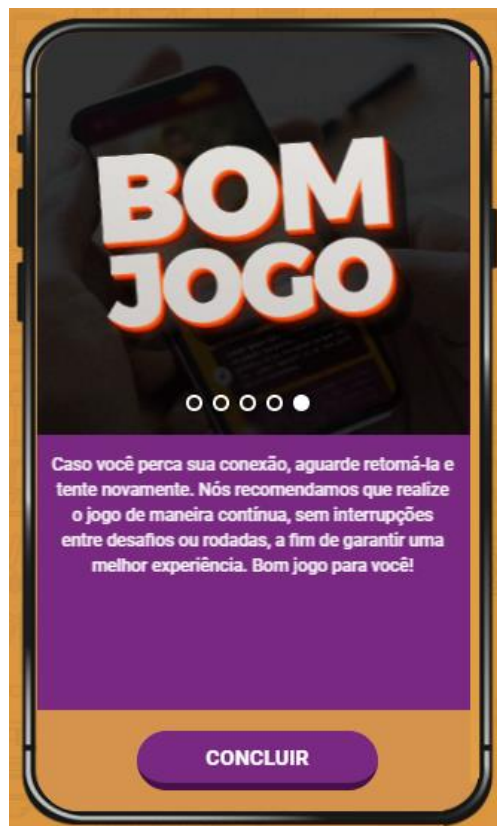 BOM
JOGO
Caso você perca sua conexão, aguarde retomá-la e
tente novamente. Nós recomendamos que realize
o jogo de maneira contínua, sem interrupções
entre desafios ou rodadas, a fim de garantir uma
melhor experiência. Bom jogo para você!
CONCLUIR